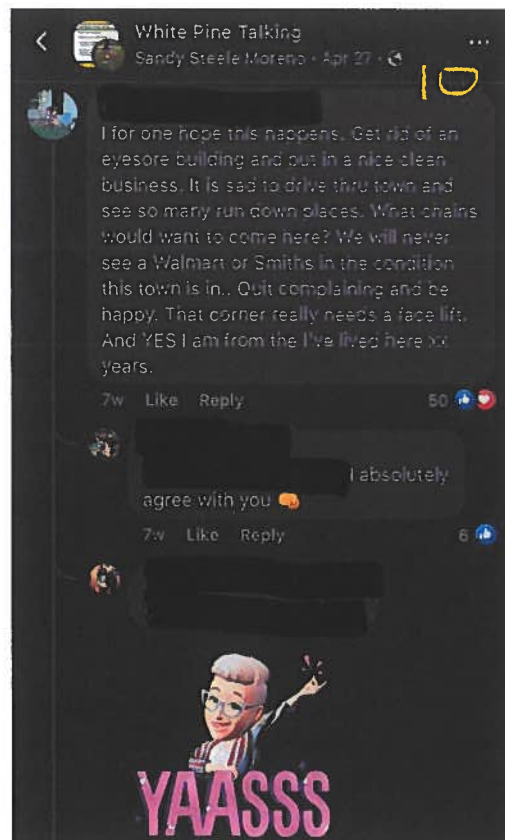 White Pine Talking
Sandy Steele Moreno · Apr 27 ·
10
I for one hope this happens. Get rid of an
eyesore building and put in a nice clean
business. It is sad to drive thru town and
see so many run down places. What chains
would want to come here? We will never
see a Walmart or Smiths in the condition
this town is in.. Quit complaining and be
happy. That corner really needs a face lift.
And YES I am from the I've lived here xx
years.
7w Like Reply 50
I absolutely
agree with you
7w Like Reply 6
YAASSS